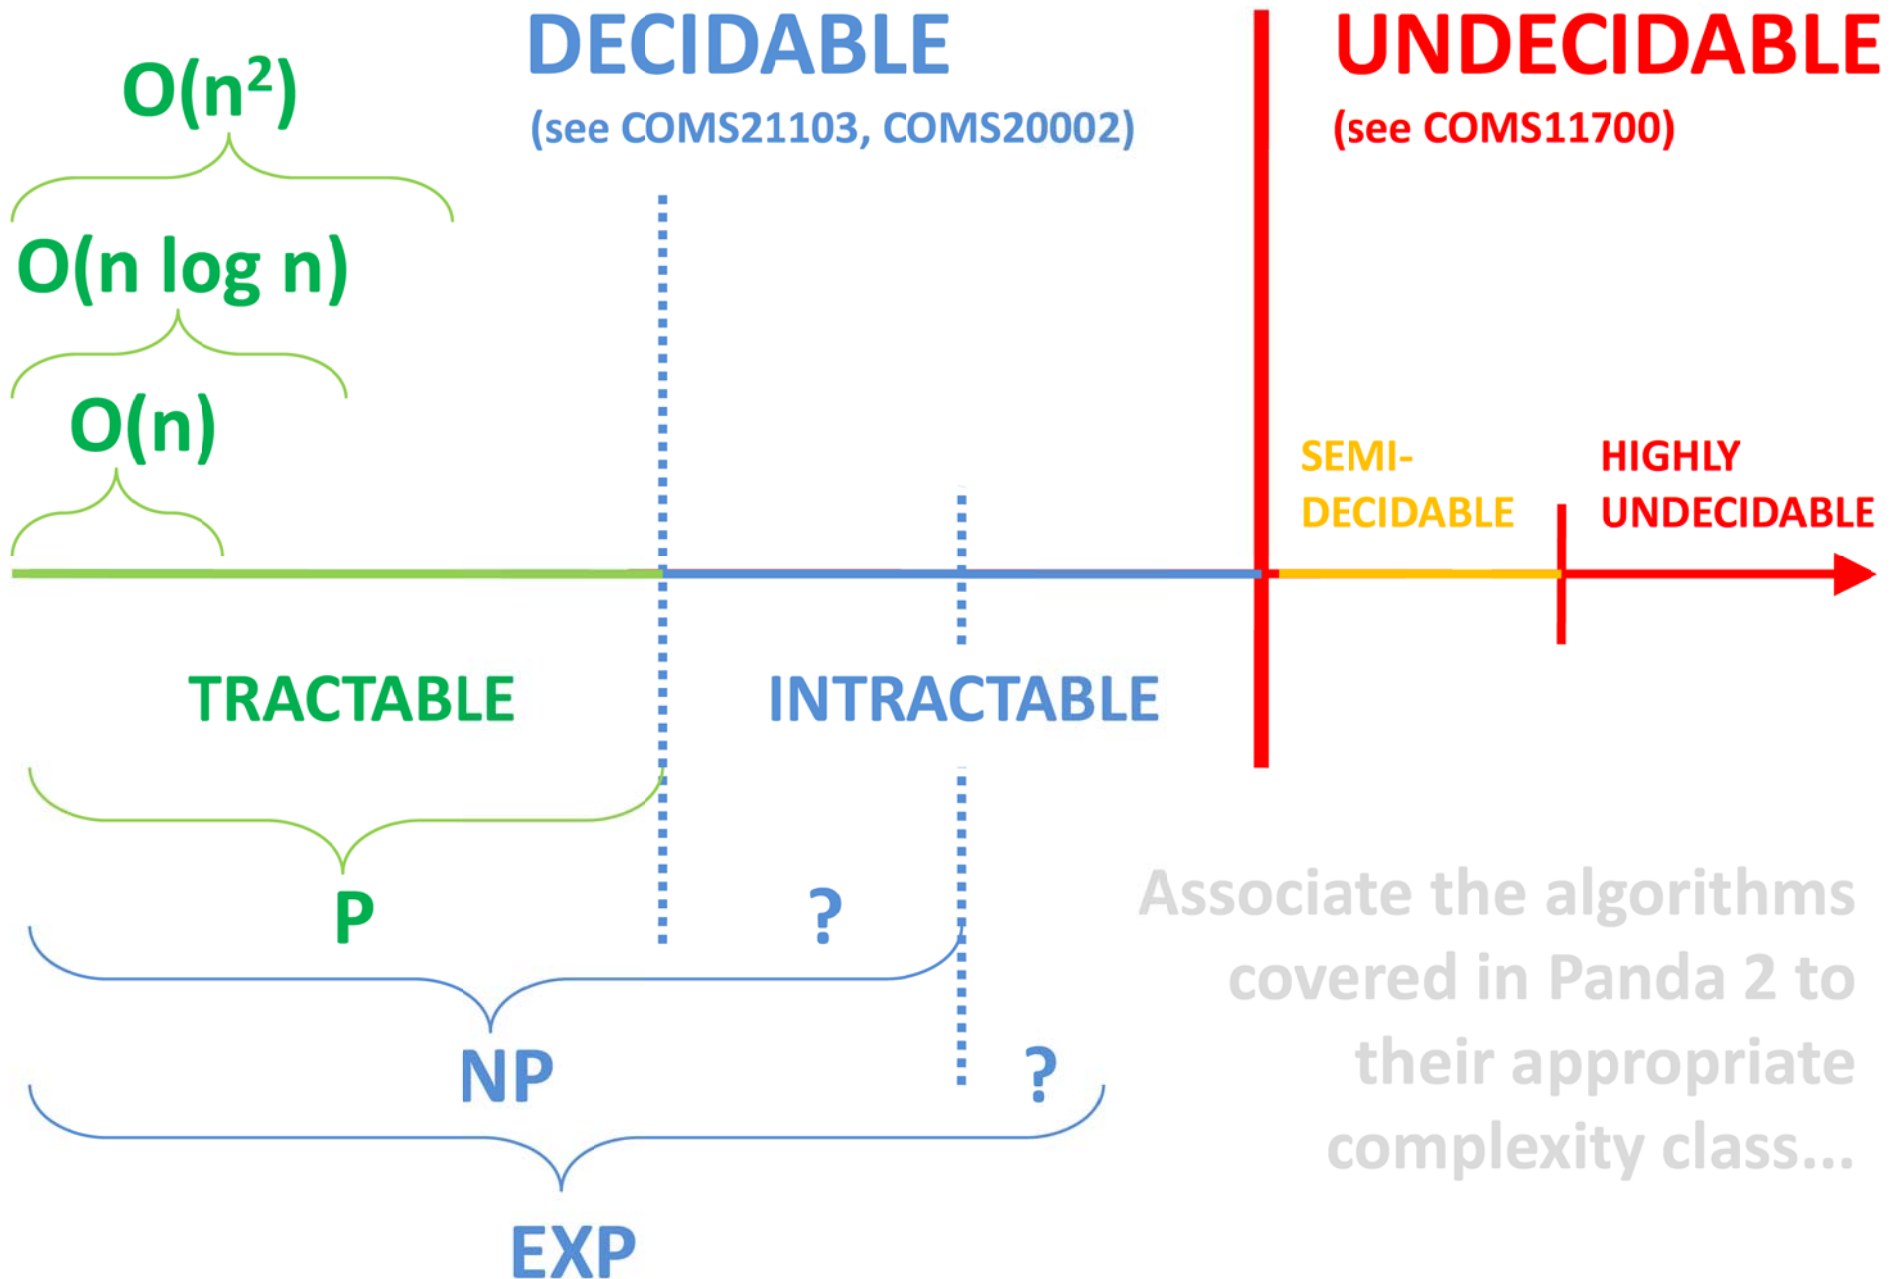 DECIDABLE
(see COMS21103, COMS20002)
UNDECIDABLE
(see COMS11700)
O(n²)
O(n log n)
O(n)
SEMI-
DECIDABLE
HIGHLY
UNDECIDABLE
TRACTABLE
INTRACTABLE
P
?
NP
?
EXP
Associate the algorithms
covered in Panda 2 to
their appropriate
complexity class...